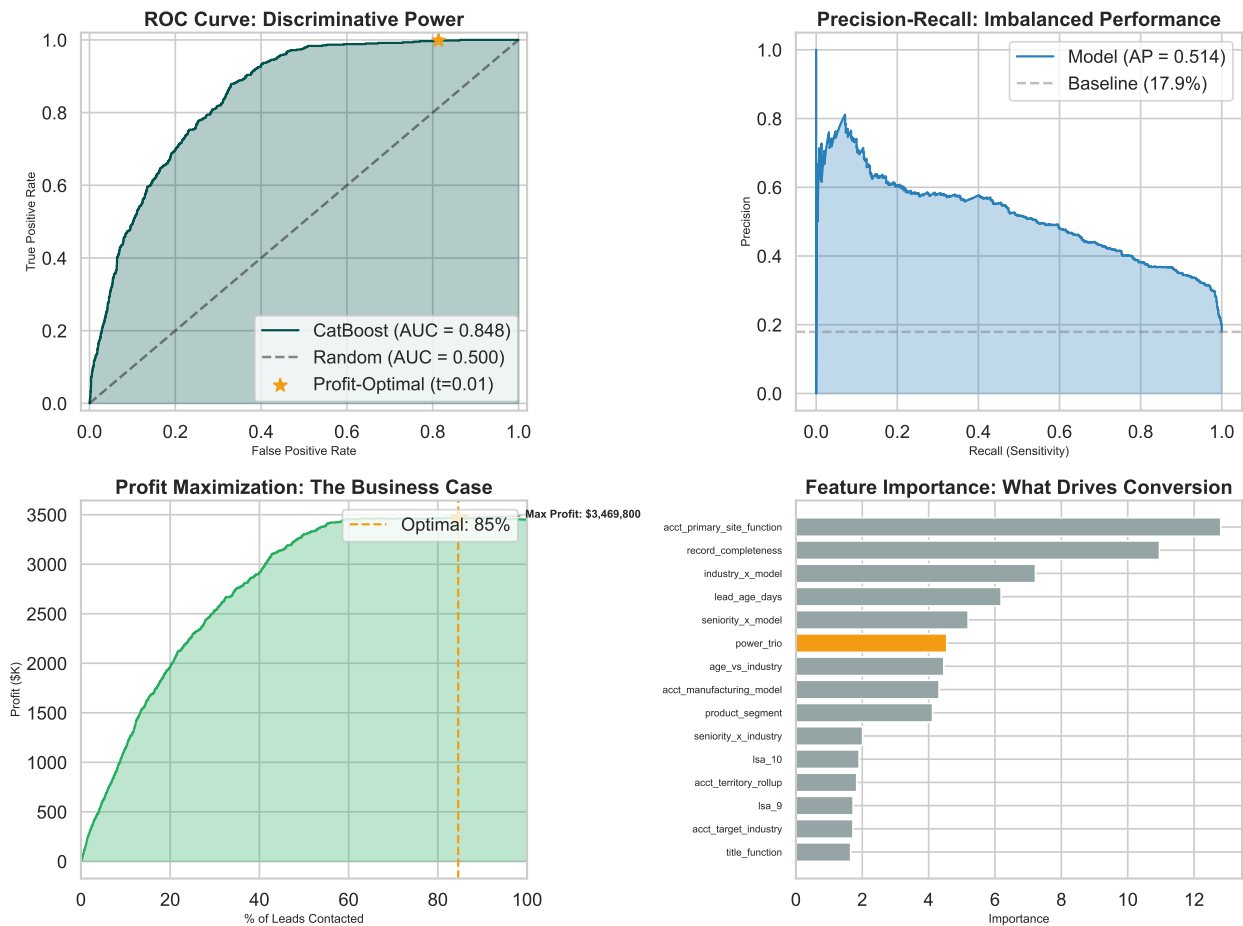 ROC Curve: Discriminative Power
1.0
0.8
0.6
0.4
0.2
0.0
True Positive Rate
CatBoost (AUC = 0.848)
Random (AUC = 0.500)
Profit-Optimal (t=0.01)
0.0 0.2 0.4 0.6 0.8 1.0
False Positive Rate
Precision-Recall: Imbalanced Performance
Model (AP = 0.514)
Baseline (17.9%)
1.0
0.8
0.6
0.4
0.2
0.0
Precision
0.0 0.2 0.4 0.6 0.8 1.0
Recall (Sensitivity)
Profit Maximization: The Business Case
Optimal: 85%
Max Profit: $3,469,800
3500
3000
2500
2000
1500
1000
500
0
Profit ($K)
0 20 40 60 80 100
% of Leads Contacted
Feature Importance: What Drives Conversion
acct_primary_site_function
record_completeness
industry_x_model
lead_age_days
seniority_x_model
power_trio
age_vs_industry
acct_manufacturing_model
product_segment
seniority_x_industry
lsa_10
acct_territory_rollup
lsa_9
acct_target_industry
title_function
0 2 4 6 8 10 12
Importance